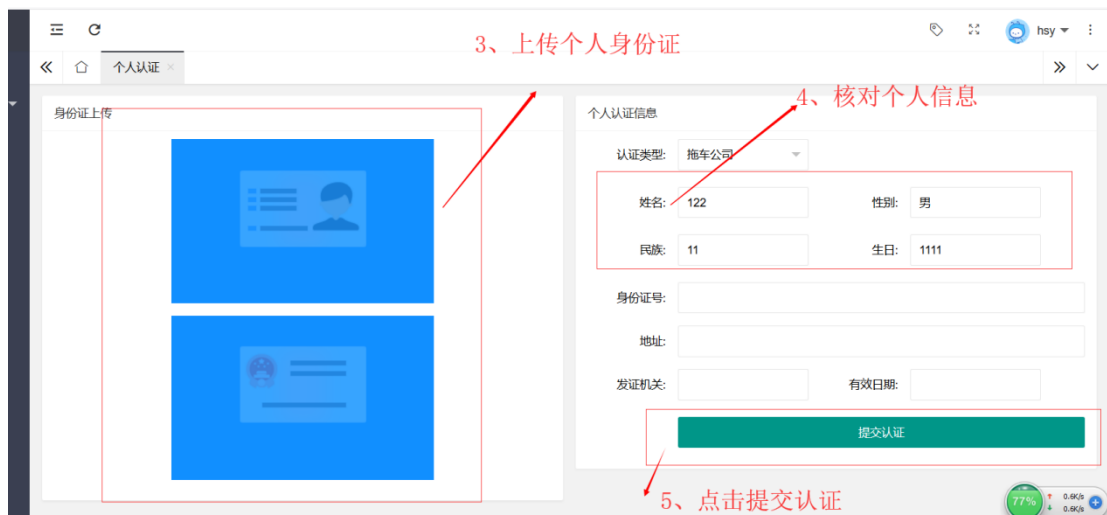 hsy
3、上传个人身份证
个人认证
身份证上传
个人认证信息
4、核对个人信息
认证类型: 拖车公司
姓名: 122 性别: 男
民族: 11 生日: 1111
身份证号:
地址:
发证机关: 有效日期:
提交认证
5、点击提交认证
77% 0.6K/s
0.6K/s